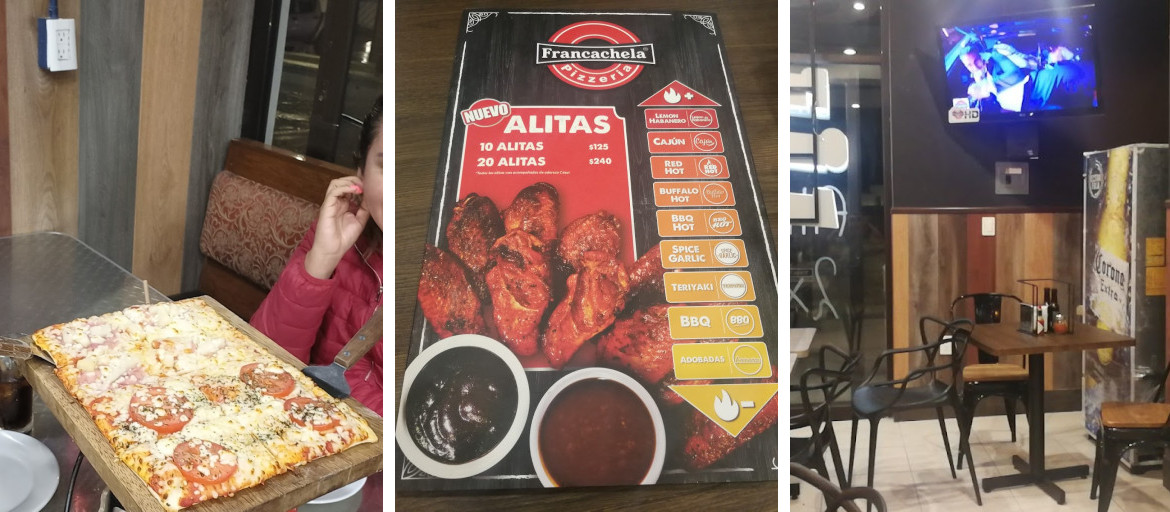 Francachela
Pizzería
NUEVO
ALITAS
10 ALITAS $125
20 ALITAS $240
LEMON
HABANERO
CAJÚN
RED
HOT
BUFFALO
HOT
BBQ
HOT
SPICE
GARLIC
TERIYAKI
BBQ
ADOBADAS
HD
Corona
Extra